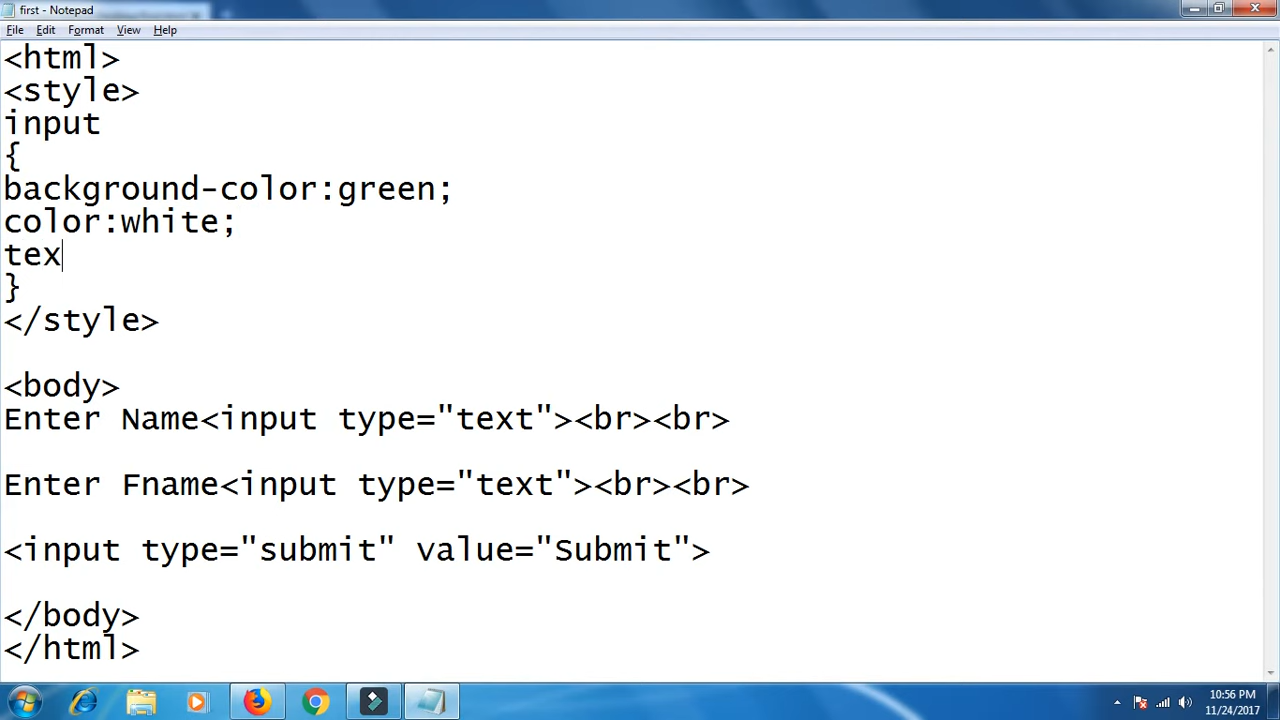 first - Notepad
File Edit Format View Help
<html>
<style>
input
{
background-color:green;
color:white;
tex
}
</style>
<body>
Enter Name<input type="text"><br><br>
Enter Fname<input type="text"><br><br>
<input type="submit" value="Submit">
</body>
</html>
10:56 PM
11/24/2017